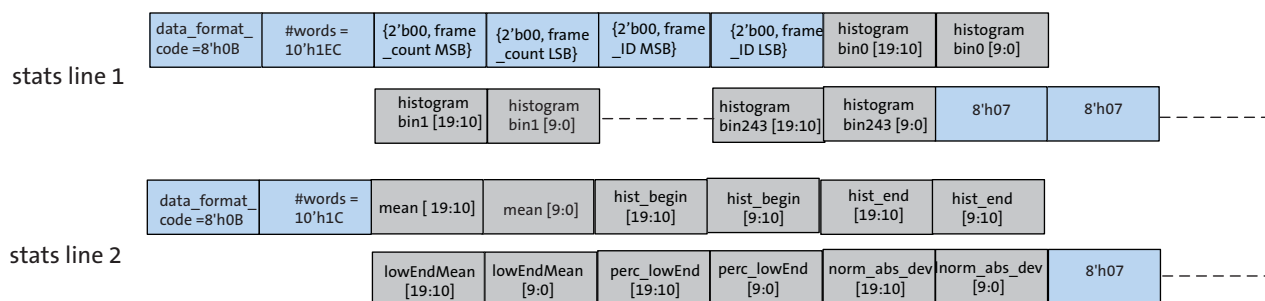 data_format_
code =8'h0B
#words =
10'h1EC
{2'b00, frame
_count MSB}
{2'b00, frame
_count LSB}
{2'b00, frame
_ID MSB}
{2'b00, frame
_ID LSB}
histogram
bin0 [19:10]
histogram
bin0 [9:0]
stats line 1
histogram
bin1 [19:10]
histogram
bin1 [9:0]
histogram
bin243 [19:10]
histogram
bin243 [9:0]
8'h07
8'h07
data_format_
code =8'h0B
#words =
10'h1C
mean [ 19:10]
mean [9:0]
hist_begin
[19:10]
hist_begin
[9:10]
hist_end
[19:10]
hist_end
[9:10]
stats line 2
lowEndMean
[19:10]
lowEndMean
[9:0]
perc_lowEnd
[19:10]
perc_lowEnd
[9:0]
norm_abs_dev
[19:10]
lnorm_abs_dev
[9:0]
8'h07